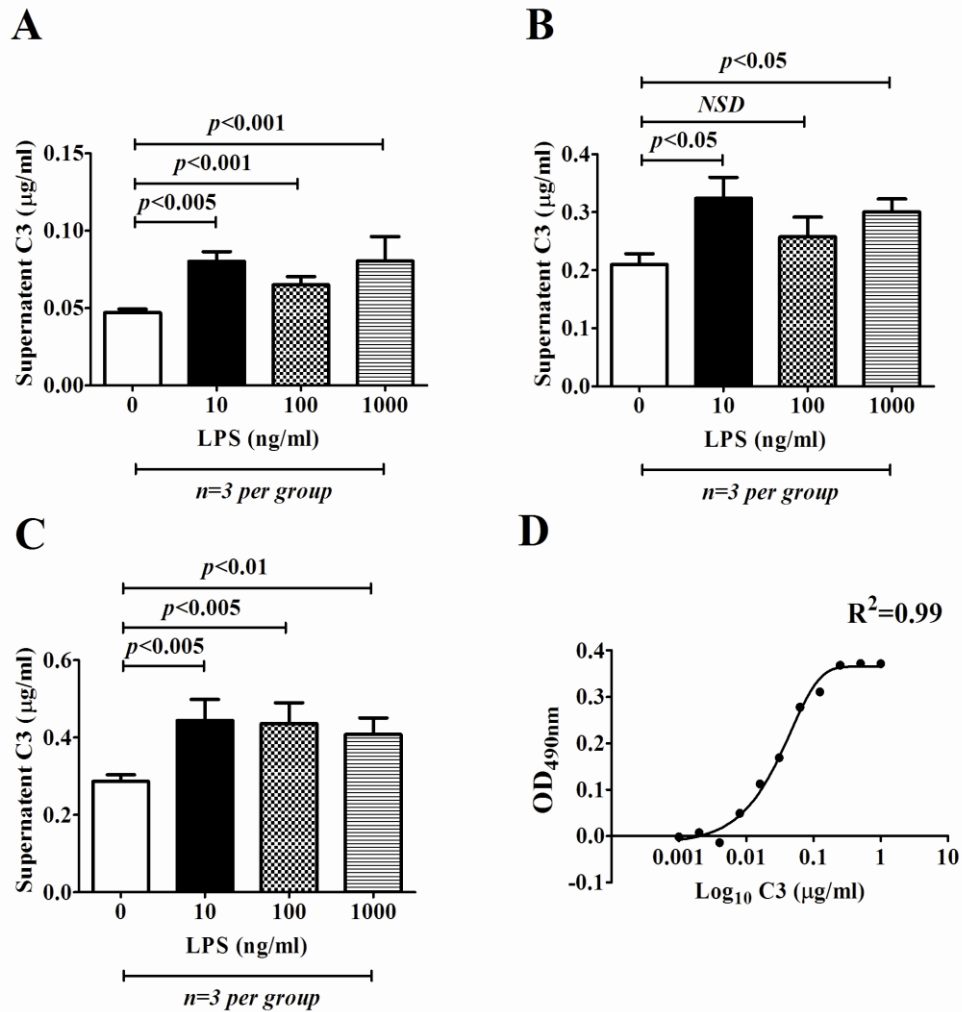 A
p<0.001
p<0.001
p<0.005
Supernatent C3 (µg/ml)
0.15
0.10
0.05
0.00
0 10 100 1000
LPS (ng/ml)
n=3 per group
B
p<0.05
NSD
p<0.05
Supernatent C3 (µg/ml)
0.4
0.3
0.2
0.1
0.0
0 10 100 1000
LPS (ng/ml)
n=3 per group
C
p<0.01
p<0.005
p<0.005
Supernatent C3 (µg/ml)
0.6
0.4
0.2
0.0
0 10 100 1000
LPS (ng/ml)
n=3 per group
D
R²=0.99
OD₄₉₀ₙₘ
0.4
0.3
0.2
0.1
0.0
-0.1
0.001 0.01 0.1 1 10
Log₁₀ C3 (µg/ml)